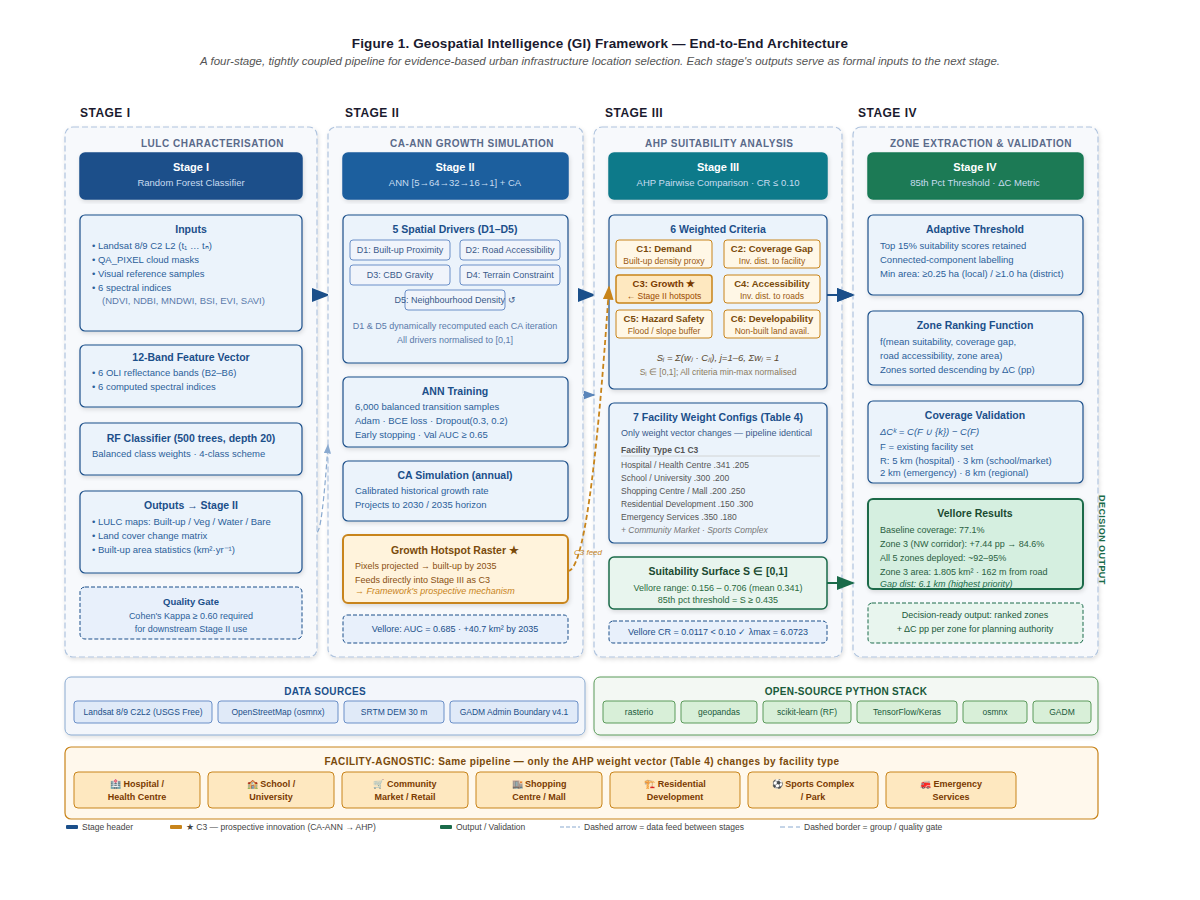 Figure 1. Geospatial Intelligence (GI) Framework — End-to-End Architecture
A four-stage, tightly coupled pipeline for evidence-based urban infrastructure location selection. Each stage's outputs serve as formal inputs to the next stage.
STAGE I
LULC CHARACTERISATION
Stage I
Random Forest Classifier
Inputs
• Landsat 8/9 C2 L2 (t₁ … tₙ)
• QA_PIXEL cloud masks
• Visual reference samples
• 6 spectral indices
(NDVI, NDBI, MNDWI, BSI, EVI, SAVI)
12-Band Feature Vector
• 6 OLI reflectance bands (B2–B6)
• 6 computed spectral indices
RF Classifier (500 trees, depth 20)
Balanced class weights · 4-class scheme
Outputs → Stage II
• LULC maps: Built-up / Veg / Water / Bare
• Land cover change matrix
• Built-up area statistics (km²·yr⁻¹)
Quality Gate
Cohen's Kappa ≥ 0.60 required
for downstream Stage II use
STAGE II
CA-ANN GROWTH SIMULATION
Stage II
ANN [5→64→32→16→1] + CA
5 Spatial Drivers (D1–D5)
D1: Built-up Proximity
D2: Road Accessibility
D3: CBD Gravity
D4: Terrain Constraint
D5: Neighbourhood Density ↺
D1 & D5 dynamically recomputed each CA iteration
All drivers normalised to [0,1]
ANN Training
6,000 balanced transition samples
Adam · BCE loss · Dropout(0.3, 0.2)
Early stopping · Val AUC ≥ 0.65
CA Simulation (annual)
Calibrated historical growth rate
Projects to 2030 / 2035 horizon
Growth Hotspot Raster ★
Pixels projected → built-up by 2035
Feeds directly into Stage III as C3
→ Framework's prospective mechanism
Vellore: AUC = 0.685 · +40.7 km² by 2035
C3 feed
STAGE III
AHP SUITABILITY ANALYSIS
Stage III
AHP Pairwise Comparison · CR ≤ 0.10
6 Weighted Criteria
C1: Demand
Built-up density proxy
C2: Coverage Gap
Inv. dist. to facility
C3: Growth ★
← Stage II hotspots
C4: Accessibility
Inv. dist. to roads
C5: Hazard Safety
Flood / slope buffer
C6: Developability
Non-built land avail.
Sᵢ = Σ(wⱼ · Cᵢⱼ), j=1–6, Σwⱼ = 1
Sᵢ ∈ [0,1]; All criteria min-max normalised
7 Facility Weight Configs (Table 4)
Only weight vector changes — pipeline identical
Facility Type C1 C3
Hospital / Health Centre .341 .205
School / University .300 .200
Shopping Centre / Mall .200 .250
Residential Development .150 .300
Emergency Services .350 .180
+ Community Market · Sports Complex
Suitability Surface S ∈ [0,1]
Vellore range: 0.156 – 0.706 (mean 0.341)
85th pct threshold = S ≥ 0.435
Vellore CR = 0.0117 < 0.10 ✓ λmax = 6.0723
STAGE IV
ZONE EXTRACTION & VALIDATION
Stage IV
85th Pct Threshold · ΔC Metric
Adaptive Threshold
Top 15% suitability scores retained
Connected-component labelling
Min area: ≥0.25 ha (local) / ≥1.0 ha (district)
Zone Ranking Function
f(mean suitability, coverage gap,
road accessibility, zone area)
Zones sorted descending by ΔC (pp)
Coverage Validation
ΔCᵏ = C(F ∪ {k}) − C(F)
F = existing facility set
R: 5 km (hospital) · 3 km (school/market)
2 km (emergency) · 8 km (regional)
Vellore Results
Baseline coverage: 77.1%
Zone 3 (NW corridor): +7.44 pp → 84.6%
All 5 zones deployed: ~92–95%
Zone 3 area: 1.805 km² · 162 m from road
Gap dist: 6.1 km (highest priority)
Decision-ready output: ranked zones
+ ΔC pp per zone for planning authority
DECISION OUTPUT
DATA SOURCES
Landsat 8/9 C2L2 (USGS Free)
OpenStreetMap (osmnx)
SRTM DEM 30 m
GADM Admin Boundary v4.1
OPEN-SOURCE PYTHON STACK
rasterio
geopandas
scikit-learn (RF)
TensorFlow/Keras
osmnx
GADM
FACILITY-AGNOSTIC: Same pipeline — only the AHP weight vector (Table 4) changes by facility type
🏥 Hospital /
Health Centre
🏫 School /
University
🛒 Community
Market / Retail
🏬 Shopping
Centre / Mall
🏗️ Residential
Development
⚽ Sports Complex
/ Park
🚒 Emergency
Services
Stage header
★ C3 — prospective innovation (CA-ANN → AHP)
Output / Validation
Dashed arrow = data feed between stages
Dashed border = group / quality gate